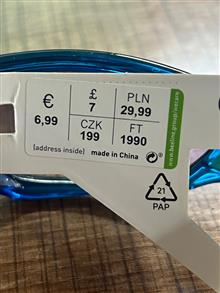 €
6,99
£
7
PLN
29,99
CZK
199
FT
1990
(address inside) made in China
www.beeline.group/wecare
21
PAP